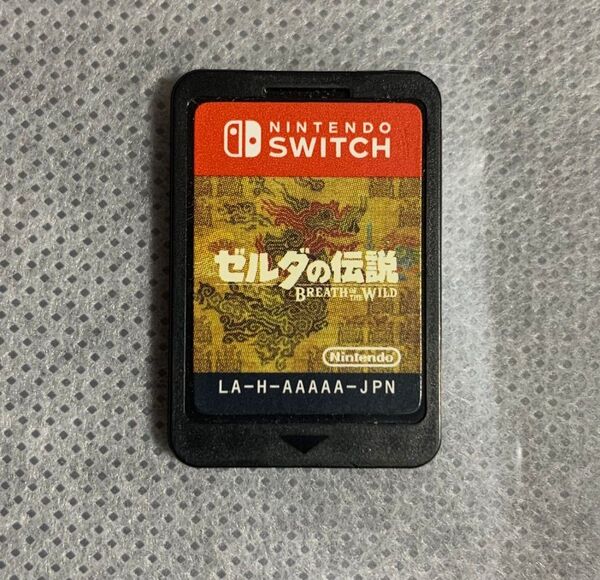 NINTENDO
SWITCH
ゼルダの伝説
BREATH OF THE WILD
Nintendo
LA-H-AAAAA-JPN